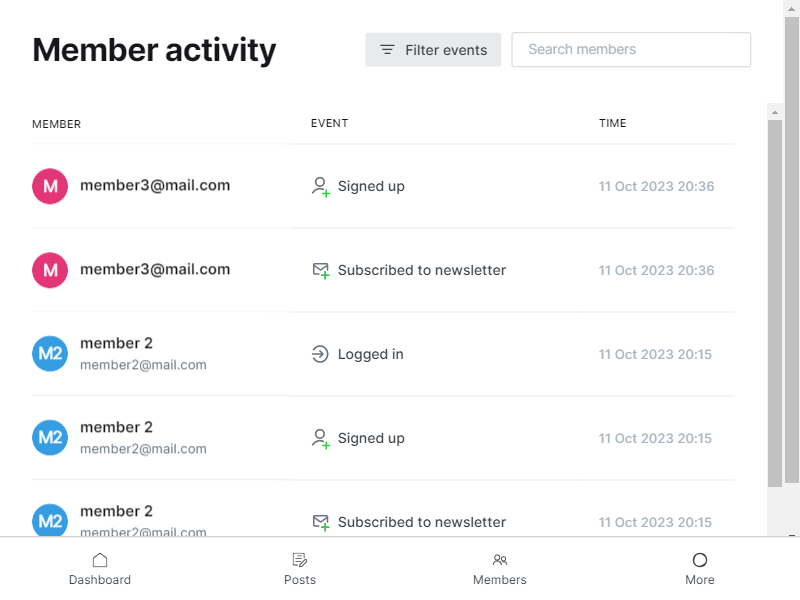 Member activity
Filter events
Search members
MEMBER EVENT TIME
M member3@mail.com Signed up 11 Oct 2023 20:36
M member3@mail.com Subscribed to newsletter 11 Oct 2023 20:36
M2 member 2 Logged in 11 Oct 2023 20:15
member2@mail.com
M2 member 2 Signed up 11 Oct 2023 20:15
member2@mail.com
M2 member 2 Subscribed to newsletter 11 Oct 2023 20:15
member2@mail.com
Dashboard Posts Members More